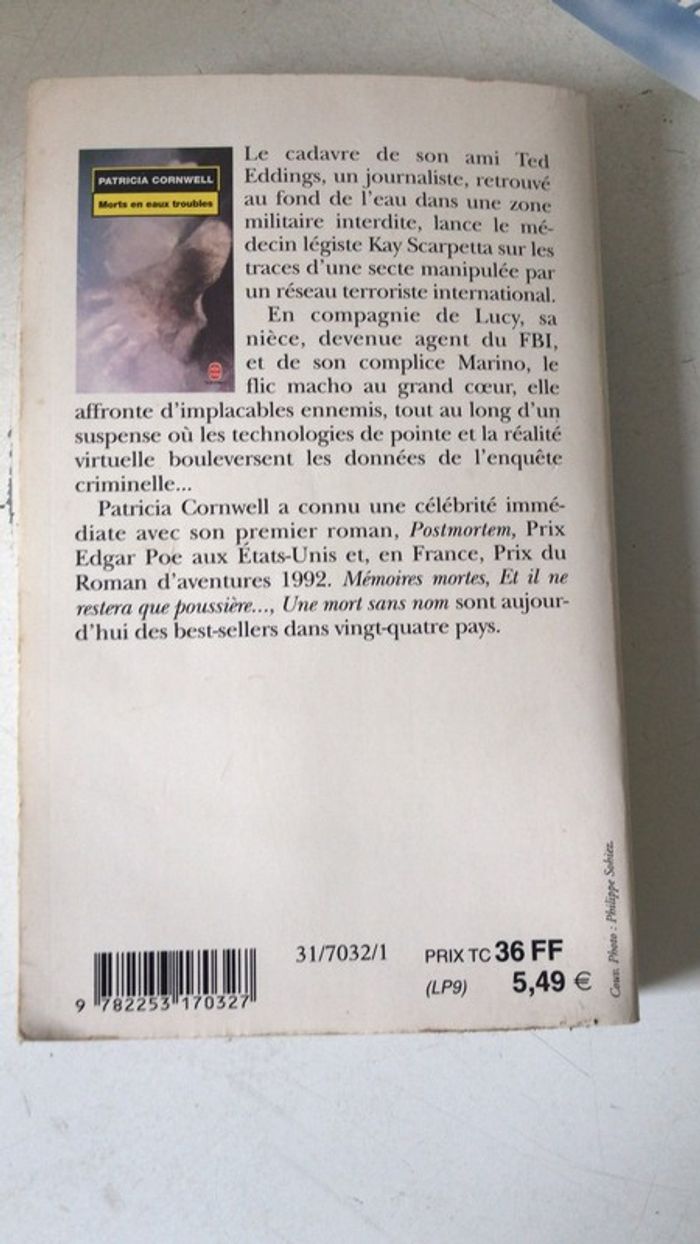 PATRICIA CORNWELL
Morts en eaux troubles
Le cadavre de son ami Ted
Eddings, un journaliste, retrouvé
au fond de l'eau dans une zone
militaire interdite, lance le mé-
decin légiste Kay Scarpetta sur les
traces d'une secte manipulée par
un réseau terroriste international.
En compagnie de Lucy, sa
nièce, devenue agent du FBI,
et de son complice Marino, le
flic macho au grand cœur, elle
affronte d'implacables ennemis, tout au long d'un
suspense où les technologies de pointe et la réalité
virtuelle bouleversent les données de l'enquête
criminelle...
Patricia Cornwell a connu une célébrité immé-
diate avec son premier roman, Postmortem, Prix
Edgar Poe aux États-Unis et, en France, Prix du
Roman d'aventures 1992. Mémoires mortes, Et il ne
restera que poussière..., Une mort sans nom sont aujour-
d'hui des best-sellers dans vingt-quatre pays.
Couv. Photo : Philippe Sohiez.
31/7032/1
PRIX TC 36 FF
(LP9) 5,49 €
9 782253 170327